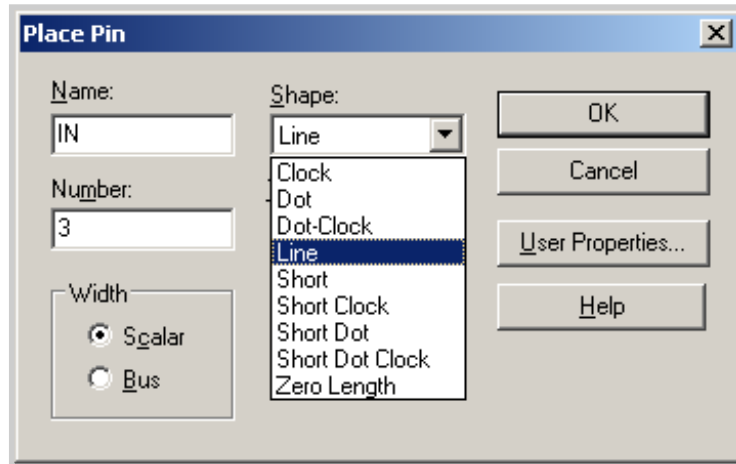 Place Pin
Name:
IN
Number:
3
Width
Scalar
Bus
Shape:
Line
Clock
Dot
Dot-Clock
Line
Short
Short Clock
Short Dot
Short Dot Clock
Zero Length
OK
Cancel
User Properties...
Help